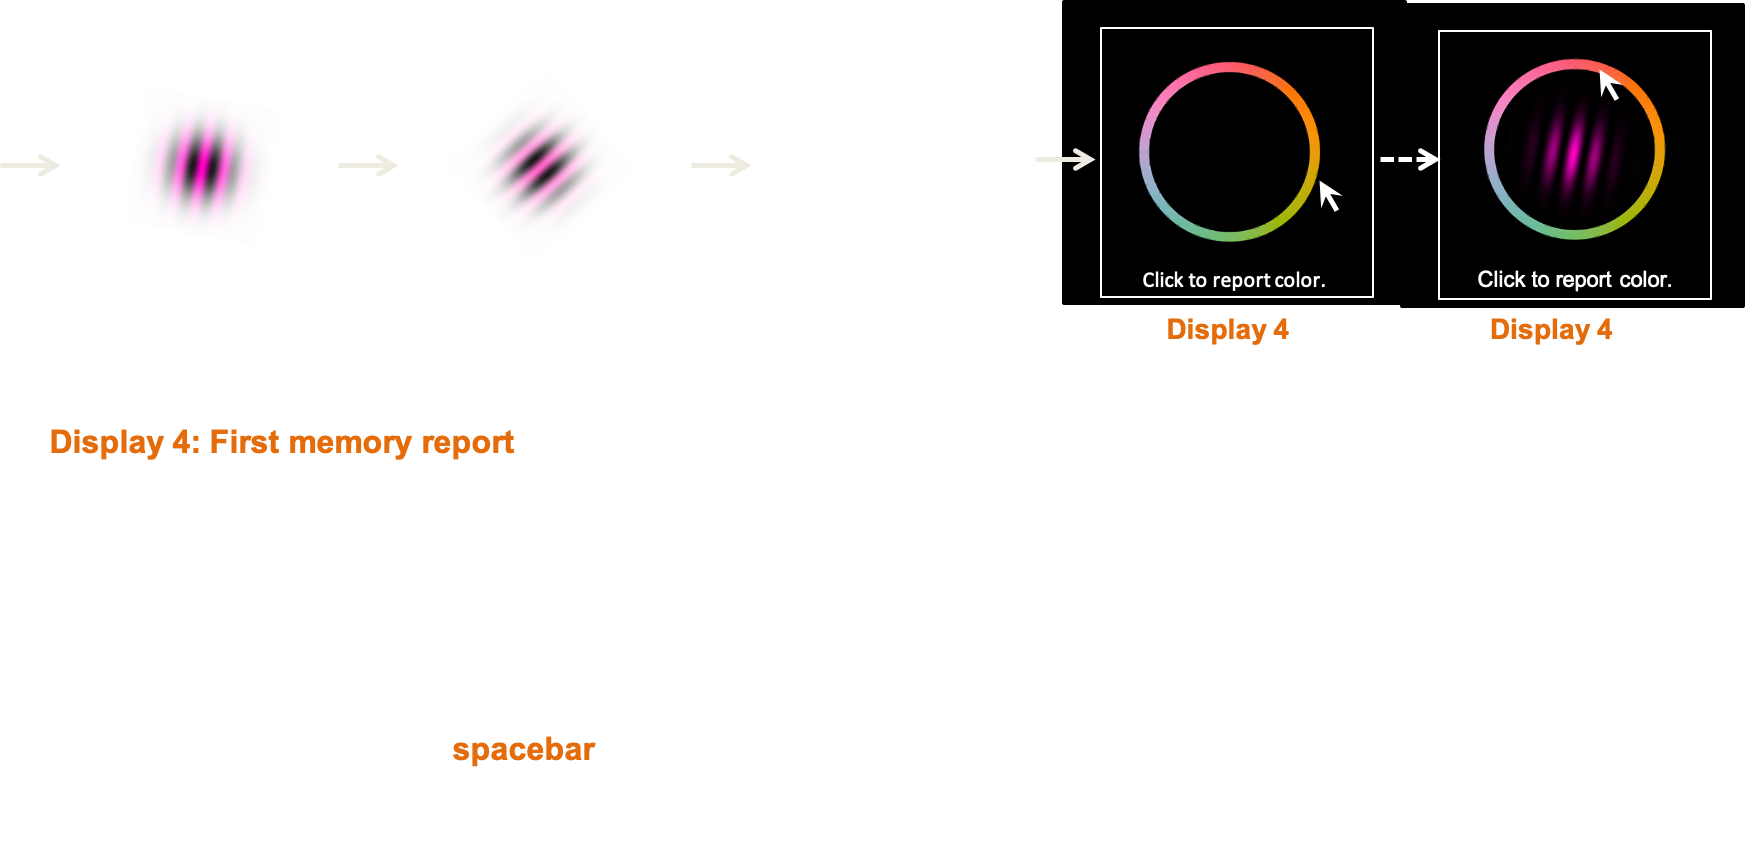 Click to report color.
Click to report color.
Display 4
Display 4
Display 4: First memory report
spacebar